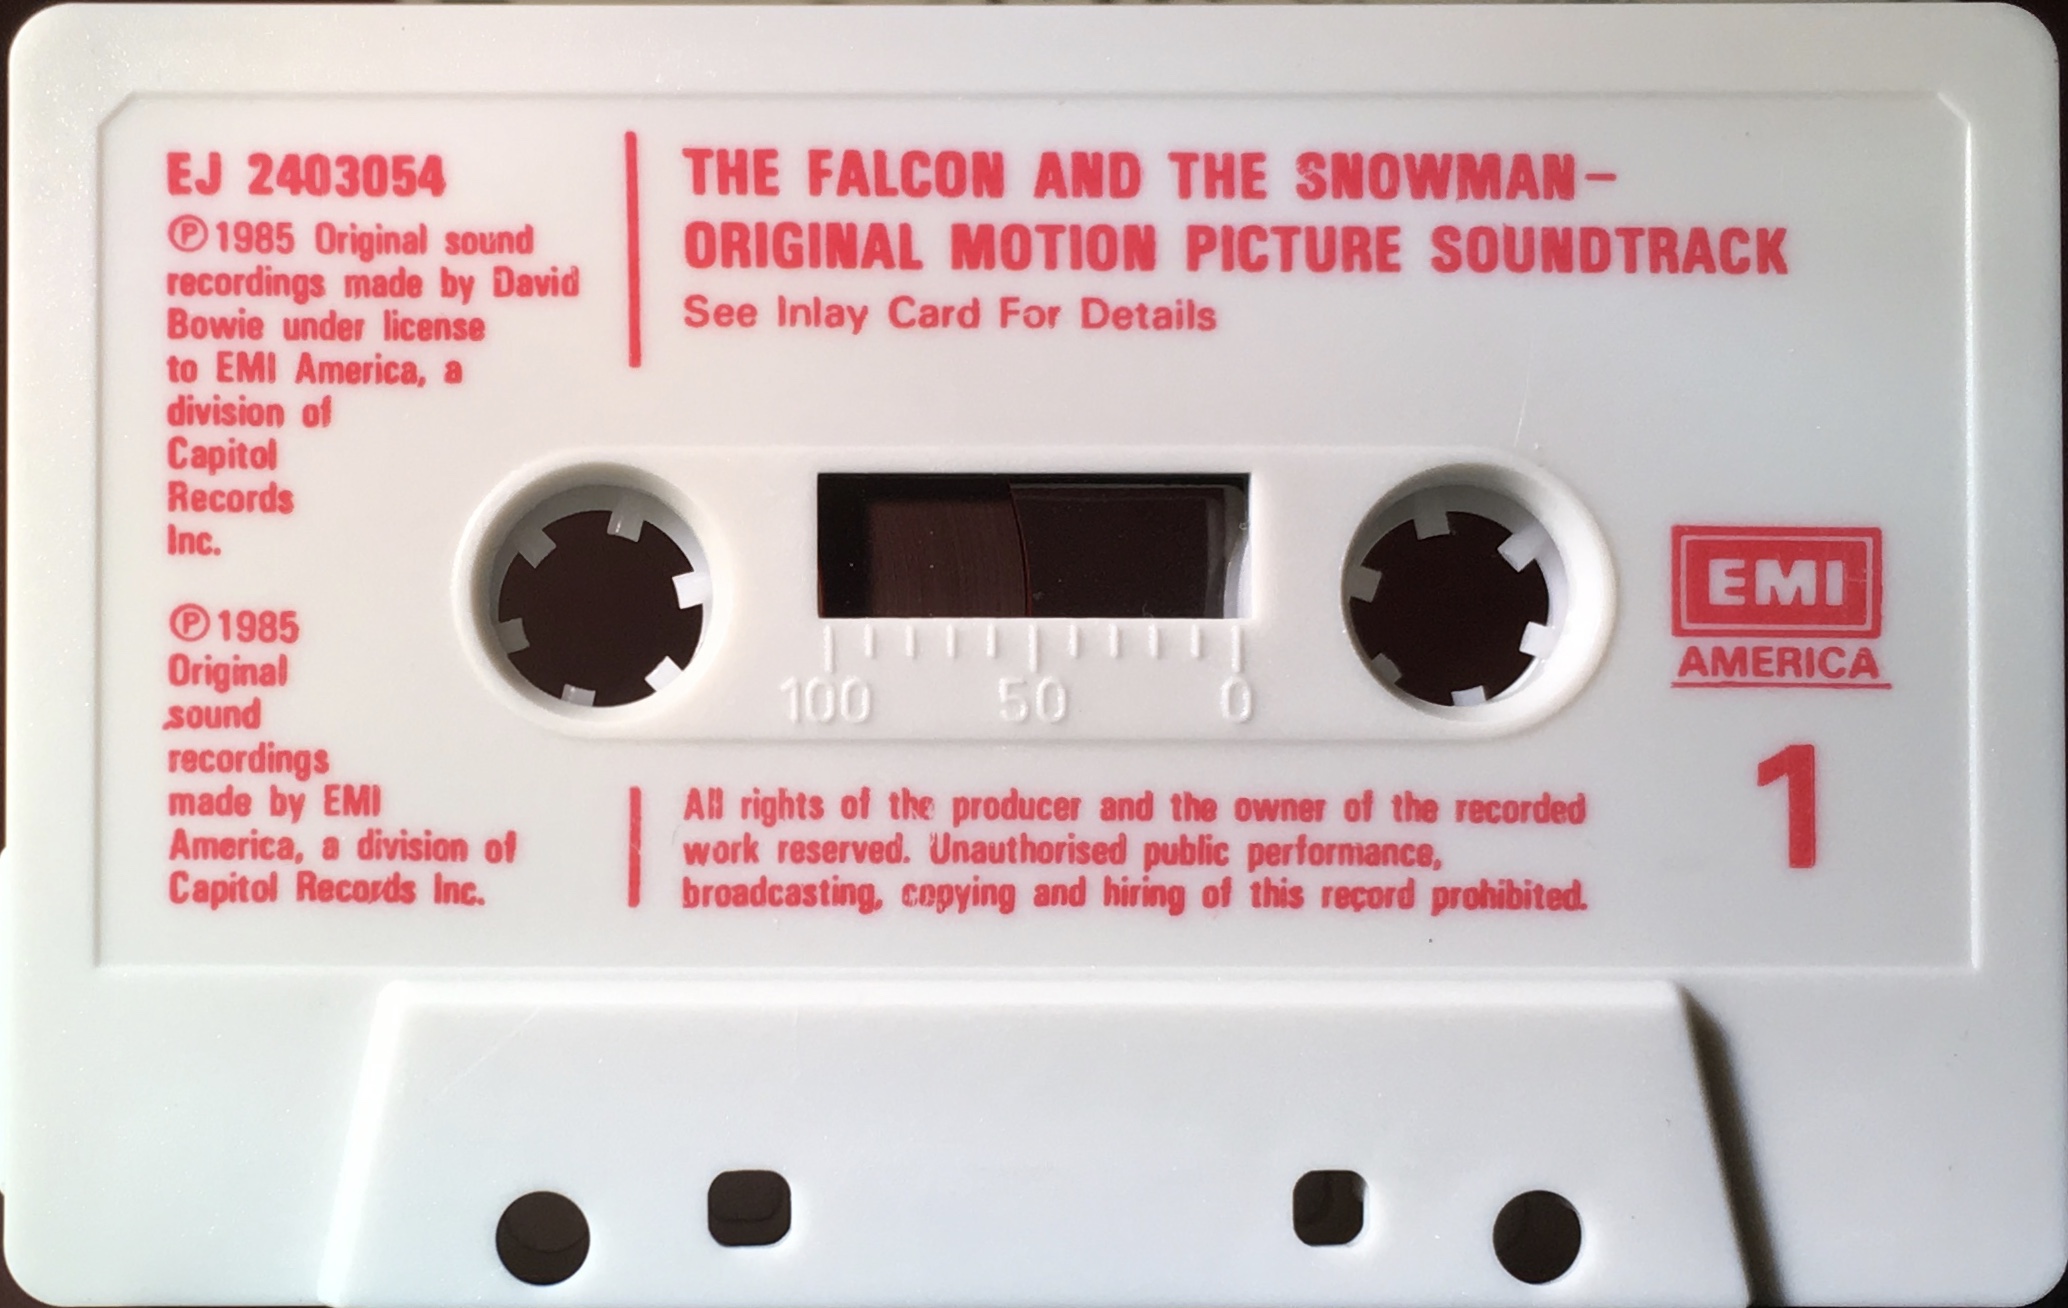 EJ 2403054
Ⓟ1985 Original sound
recordings made by David
Bowie under license
to EMI America, a
division of
Capitol
Records
Inc.
Ⓟ1985
Original
sound
recordings
made by EMI
America, a division of
Capitol Records Inc.
THE FALCON AND THE SNOWMAN–
ORIGINAL MOTION PICTURE SOUNDTRACK
See Inlay Card For Details
100 50 0
EMI
AMERICA
1
All rights of the producer and the owner of the recorded
work reserved. Unauthorised public performance,
broadcasting, copying and hiring of this record prohibited.